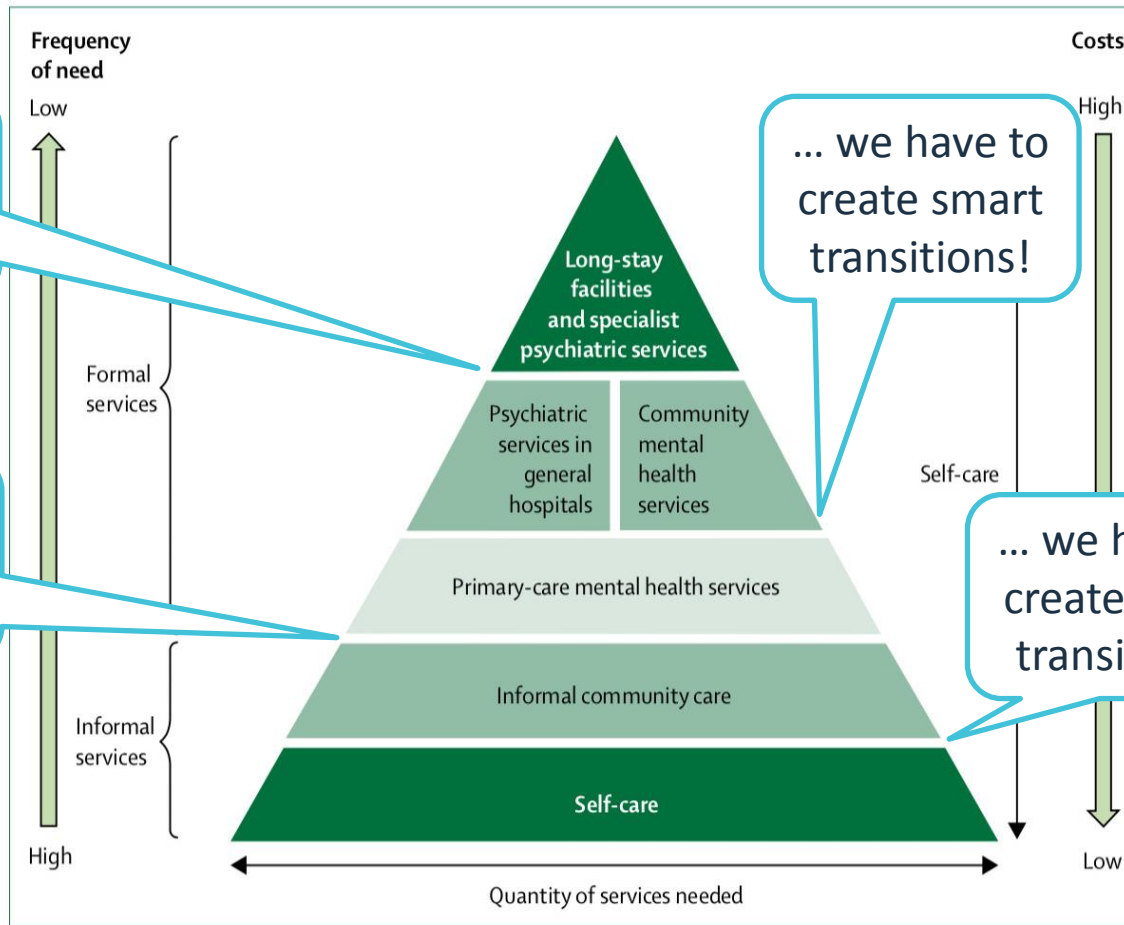 Frequency
of need
Low
Costs
High
... we have to
create smart
transitions!
Long-stay
facilities
and specialist
psychiatric services
Formal
services
Psychiatric
services in
general
hospitals
Community
mental
health
services
Self-care
... we
create
Primary-care mental health services
Informal community care
Informal
services
Self-care
High
Low
Quantity of services needed